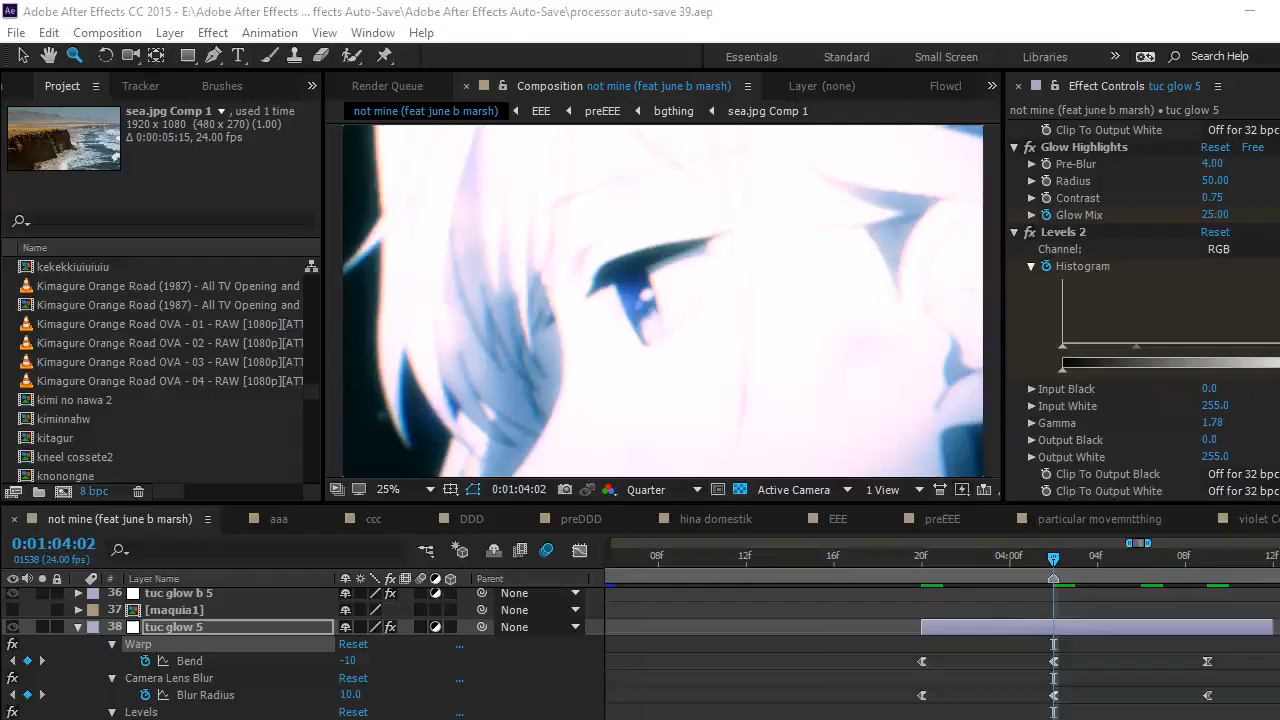 Adobe After Effects CC 2015 - E:\Adobe After Effects ... ffects Auto-Save\Adobe After Effects Auto-Save\processor auto-save 39.aep
File Edit Composition Layer Effect Animation View Window Help
Essentials Standard Small Screen Libraries Search Help
Project Tracker Brushes
Render Queue Composition not mine (feat june b marsh) Layer (none) Flowcl
Effect Controls tuc glow 5
sea.jpg Comp 1 , used 1 time
1920 x 1080 (480 x 270) (1.00)
Δ 0:00:05:15, 24.00 fps
not mine (feat june b marsh) EEE preEEE bgthing sea.jpg Comp 1
not mine (feat june b marsh) • tuc glow 5
Clip To Output White Off for 32 bpc
Glow Highlights Reset Free
Pre-Blur 4.00
Radius 50.00
Contrast 0.75
Glow Mix 25.00
Levels 2 Reset
Channel: RGB
Histogram
Input Black 0.0
Input White 255.0
Gamma 1.78
Output Black 0.0
Output White 255.0
Clip To Output Black Off for 32 bpc
Clip To Output White Off for 32 bpc
Name
kekekkiuiuiuiu
Kimagure Orange Road (1987) - All TV Opening and
Kimagure Orange Road (1987) - All TV Opening and
Kimagure Orange Road OVA - 01 - RAW [1080p][ATT
Kimagure Orange Road OVA - 02 - RAW [1080p][ATT
Kimagure Orange Road OVA - 03 - RAW [1080p][ATT
Kimagure Orange Road OVA - 04 - RAW [1080p][ATT
kimi no nawa 2
kiminnahw
kitagur
kneel cossete2
knonongne
8 bpc
25% 0:01:04:02 Quarter Active Camera 1 View
not mine (feat june b marsh) aaa ccc DDD preDDD hina domestik EEE preEEE particular movemntthing violet Co
0:01:04:02
01538 (24.00 fps)
08f 12f 16f 20f 04:00f 04f 08f 12f
# Layer Name Parent
36 tuc glow b 5 None
37 [maquia1] None
38 tuc glow 5 None
Warp Reset ...
Bend -10
Camera Lens Blur Reset ...
Blur Radius 10.0
Levels Reset ...